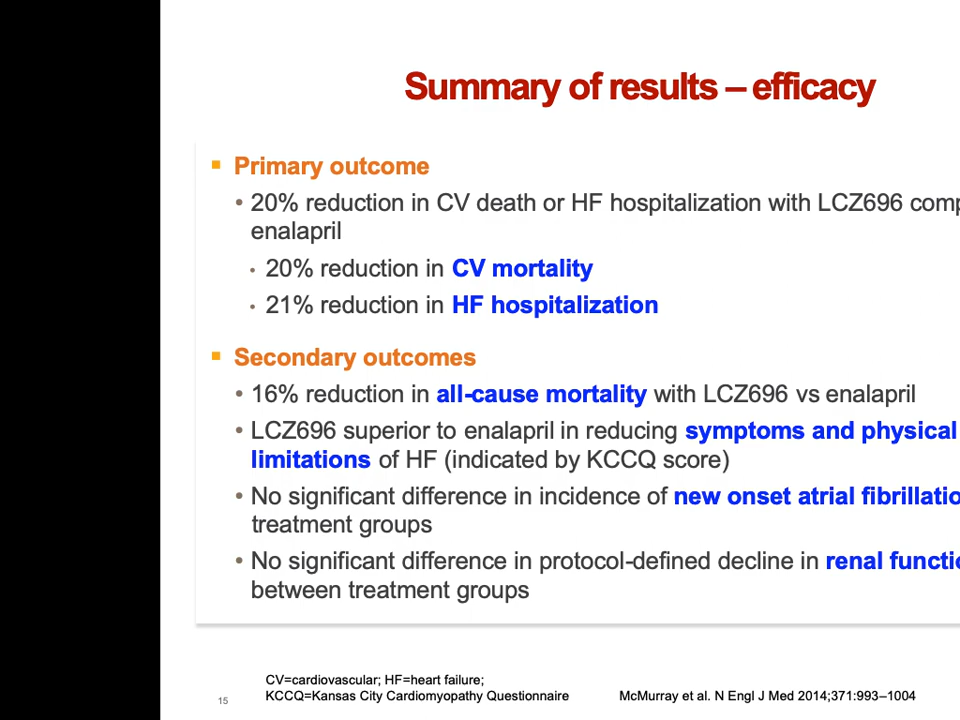 Summary of results – efficacy
▪ Primary outcome
• 20% reduction in CV death or HF hospitalization with LCZ696
enalapril
• 20% reduction in CV mortality
• 21% reduction in HF hospitalization
▪ Secondary outcomes
• 16% reduction in all-cause mortality with LCZ696 vs enalapril
• LCZ696 superior to enalapril in reducing symptoms and physical
limitations of HF (indicated by KCCQ score)
• No significant difference in incidence of new onset atrial
treatment groups
• No significant difference in protocol-defined decline in renal
between treatment groups
CV=cardiovascular; HF=heart failure;
KCCQ=Kansas City Cardiomyopathy Questionnaire
McMurray et al. N Engl J Med 2014;371:993–1004
15